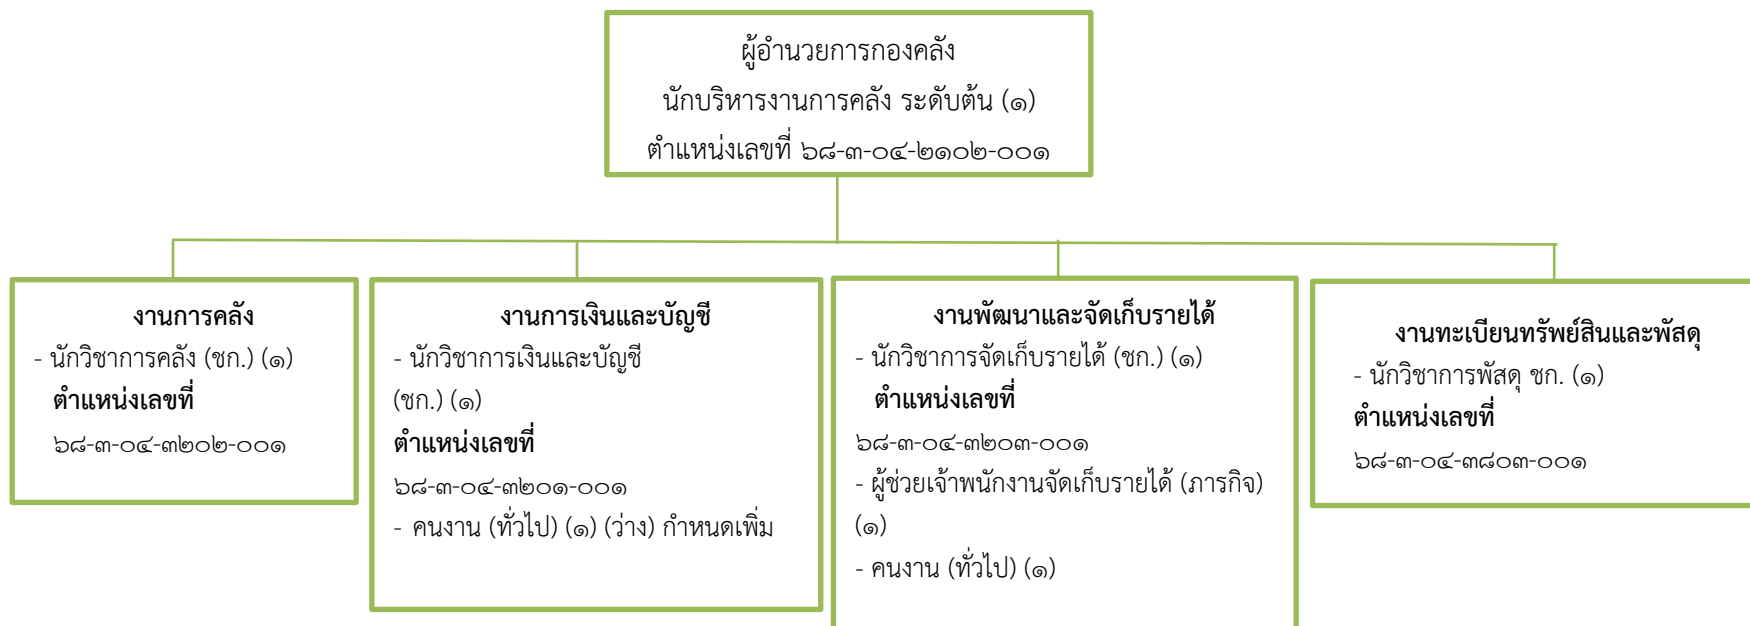 ผู้อำนวยการกองคลัง
นักบริหารงานการคลัง ระดับต้น (๑)
ตำแหน่งเลขที่ ๖๘-๓-๐๔-๒๑๐๒-๐๐๑
งานการคลัง
- นักวิชาการคลัง (ชก.) (๑)
ตำแหน่งเลขที่
๖๘-๓-๐๔-๓๒๐๒-๐๐๑
งานการเงินและบัญชี
- นักวิชาการเงินและบัญชี
(ชก.) (๑)
ตำแหน่งเลขที่
๖๘-๓-๐๔-๓๒๐๑-๐๐๑
- คนงาน (ทั่วไป) (๑) (ว่าง) กำหนดเพิ่ม
งานพัฒนาและจัดเก็บรายได้
- นักวิชาการจัดเก็บรายได้ (ชก.) (๑)
ตำแหน่งเลขที่
๖๘-๓-๐๔-๓๒๐๓-๐๐๑
- ผู้ช่วยเจ้าพนักงานจัดเก็บรายได้ (ภารกิจ)
(๑)
- คนงาน (ทั่วไป) (๑)
งานทะเบียนทรัพย์สินและพัสดุ
- นักวิชาการพัสดุ ชก. (๑)
ตำแหน่งเลขที่
๖๘-๓-๐๔-๓๘๐๓-๐๐๑